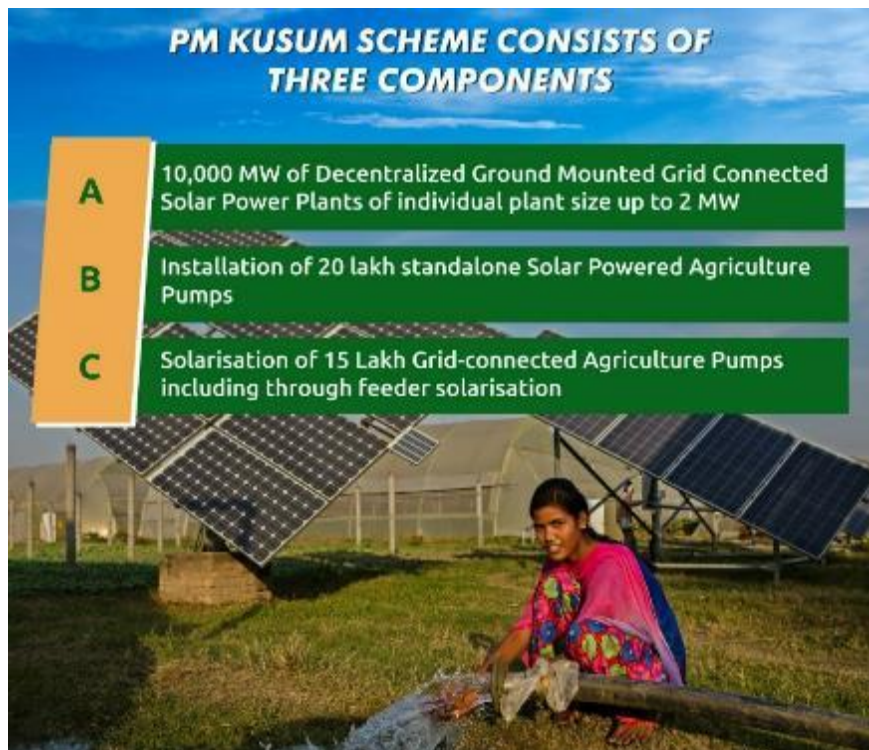 PM KUSUM SCHEME CONSISTS OF
THREE COMPONENTS
A
10,000 MW of Decentralized Ground Mounted Grid Connected
Solar Power Plants of individual plant size up to 2 MW
B
Installation of 20 lakh standalone Solar Powered Agriculture
Pumps
C
Solarisation of 15 Lakh Grid-connected Agriculture Pumps
including through feeder solarisation